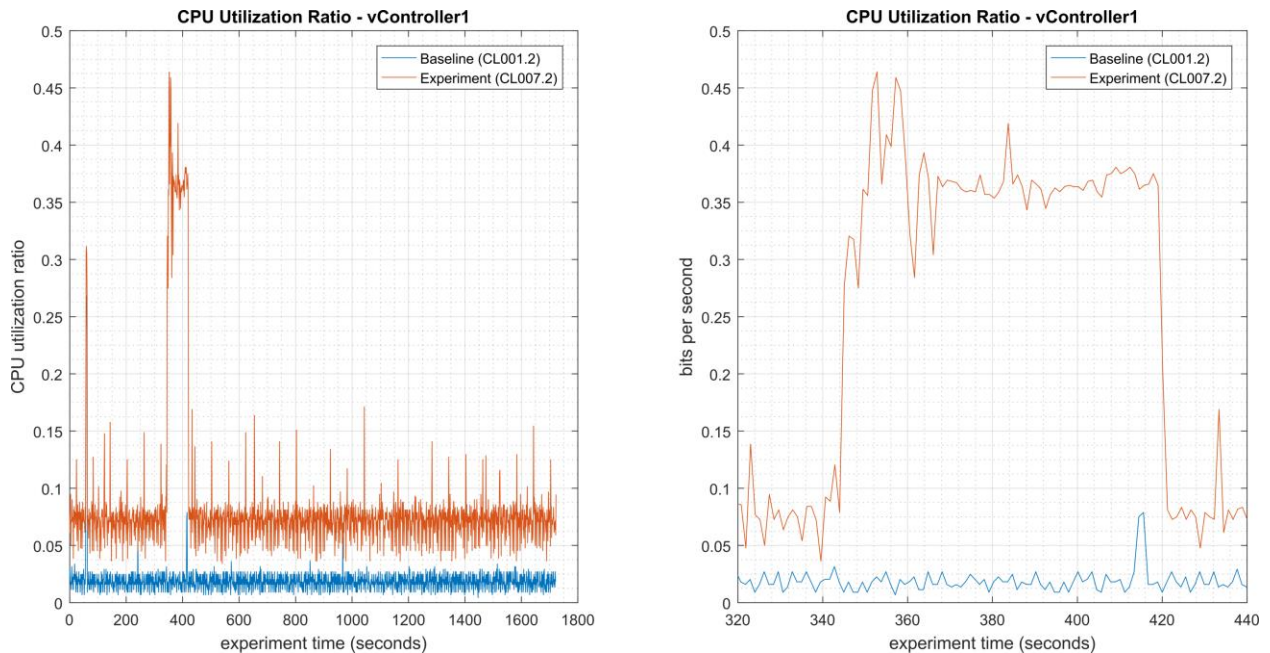 CPU Utilization Ratio - vController1
0.5
0.45
0.4
0.35
0.3
0.25
0.2
0.15
0.1
0.05
0
CPU utilization ratio
Baseline (CL001.2)
Experiment (CL007.2)
0 200 400 600 800 1000 1200 1400 1600 1800
experiment time (seconds)
CPU Utilization Ratio - vController1
0.5
0.45
0.4
0.35
0.3
0.25
0.2
0.15
0.1
0.05
0
bits per second
Baseline (CL001.2)
Experiment (CL007.2)
320 340 360 380 400 420 440
experiment time (seconds)